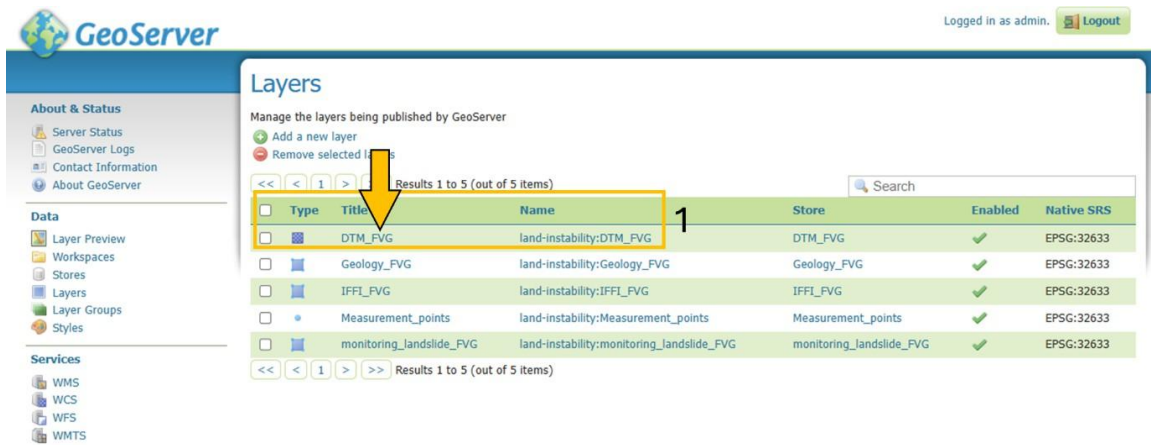 GeoServer
Logged in as admin. Logout
About & Status
Server Status
GeoServer Logs
Contact Information
About GeoServer
Data
Layer Preview
Workspaces
Stores
Layers
Layer Groups
Styles
Services
WMS
WCS
WFS
WMTS
Layers
Manage the layers being published by GeoServer
Add a new layer
Remove selected
<< < 1 > Results 1 to 5 (out of 5 items) Search
Type Title Name Store Enabled Native SRS
1
DTM_FVG land-instability:DTM_FVG DTM_FVG EPSG:32633
Geology_FVG land-instability:Geology_FVG Geology_FVG EPSG:32633
IFFI_FVG land-instability:IFFI_FVG IFFI_FVG EPSG:32633
Measurement_points land-instability:Measurement_points Measurement_points EPSG:32633
monitoring_landslide_FVG land-instability:monitoring_landslide_FVG monitoring_landslide_FVG EPSG:32633
<< < 1 > >> Results 1 to 5 (out of 5 items)